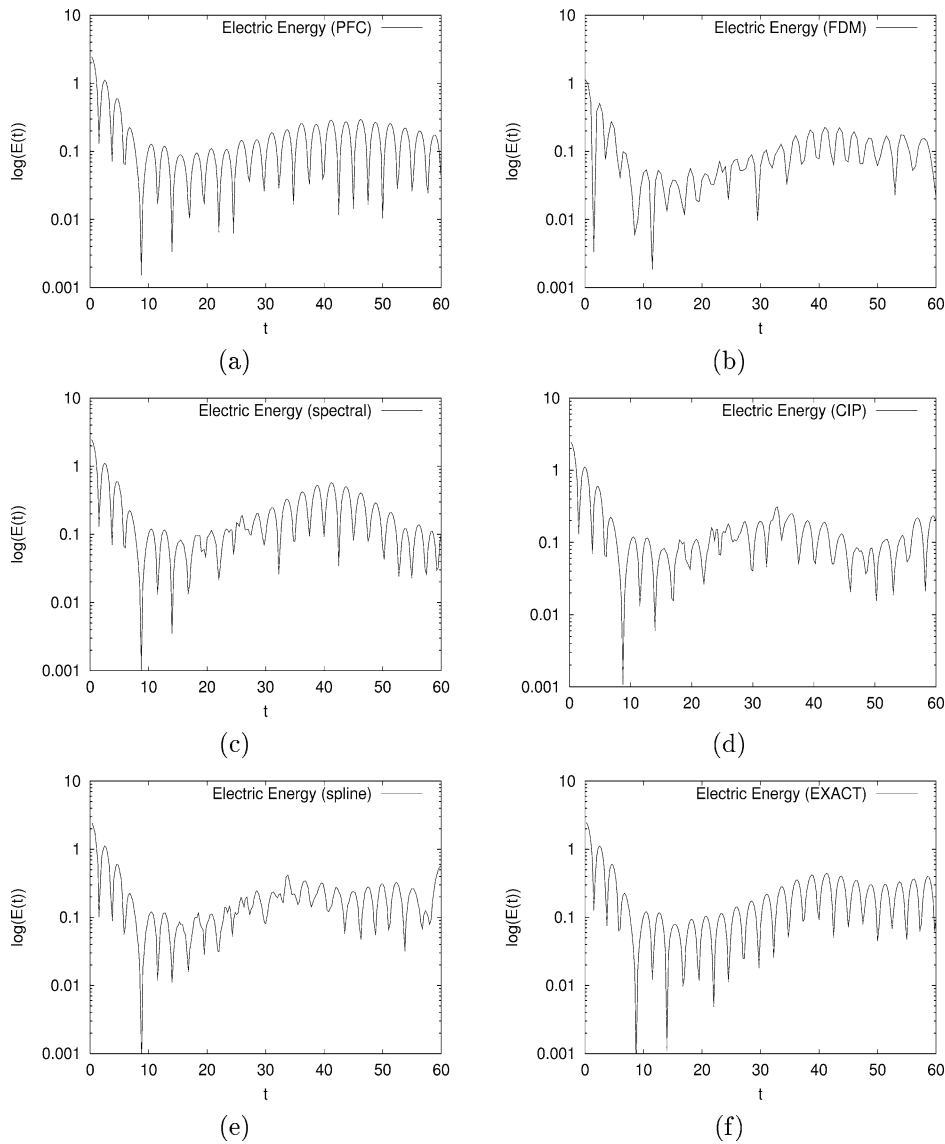 Electric Energy (PFC)
log(E(t))
10
1
0.1
0.01
0.001
0 10 20 30 40 50 60
t
(a)
Electric Energy (FDM)
log(E(t))
10
1
0.1
0.01
0.001
0 10 20 30 40 50 60
t
(b)
Electric Energy (spectral)
log(E(t))
10
1
0.1
0.01
0.001
0 10 20 30 40 50 60
t
(c)
Electric Energy (CIP)
10
1
0.1
0.01
0.001
0 10 20 30 40 50 60
(d)
Electric Energy (spline)
log(E(t))
10
1
0.1
0.01
0.001
0 10 20 30 40 50 60
t
(e)
Electric Energy (EXACT)
log(E(t))
10
1
0.1
0.01
0.001
0 10 20 30 40 50 60
t
(f)